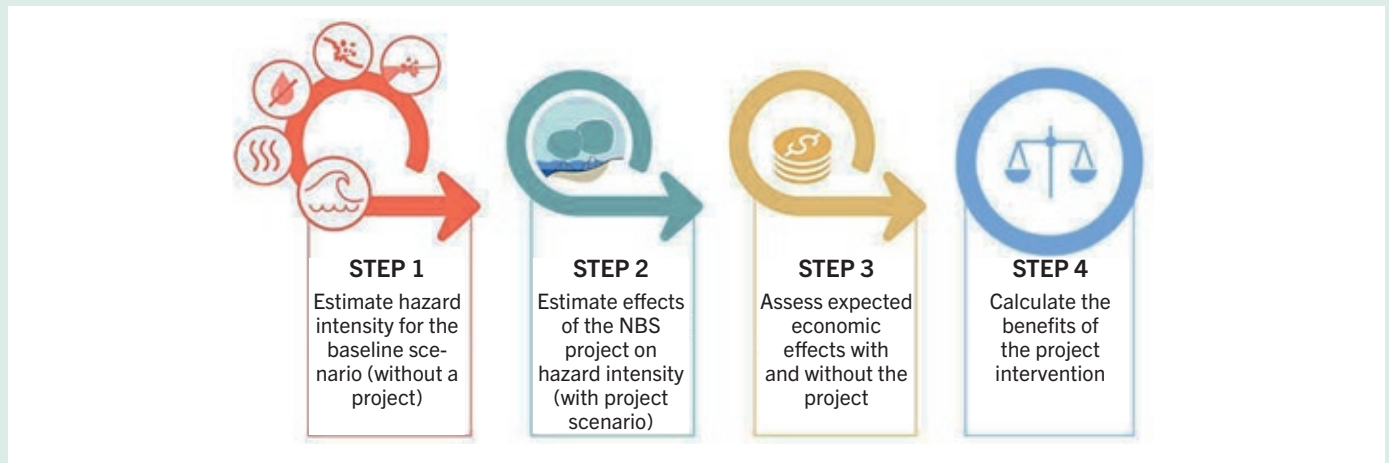 STEP 1
Estimate hazard
intensity for the
baseline sce-
nario (without a
project)
STEP 2
Estimate effects
of the NBS
project on
hazard intensity
(with project
scenario)
STEP 3
Assess expected
economic
effects with
and without the
project
STEP 4
Calculate the
benefits of
the project
intervention